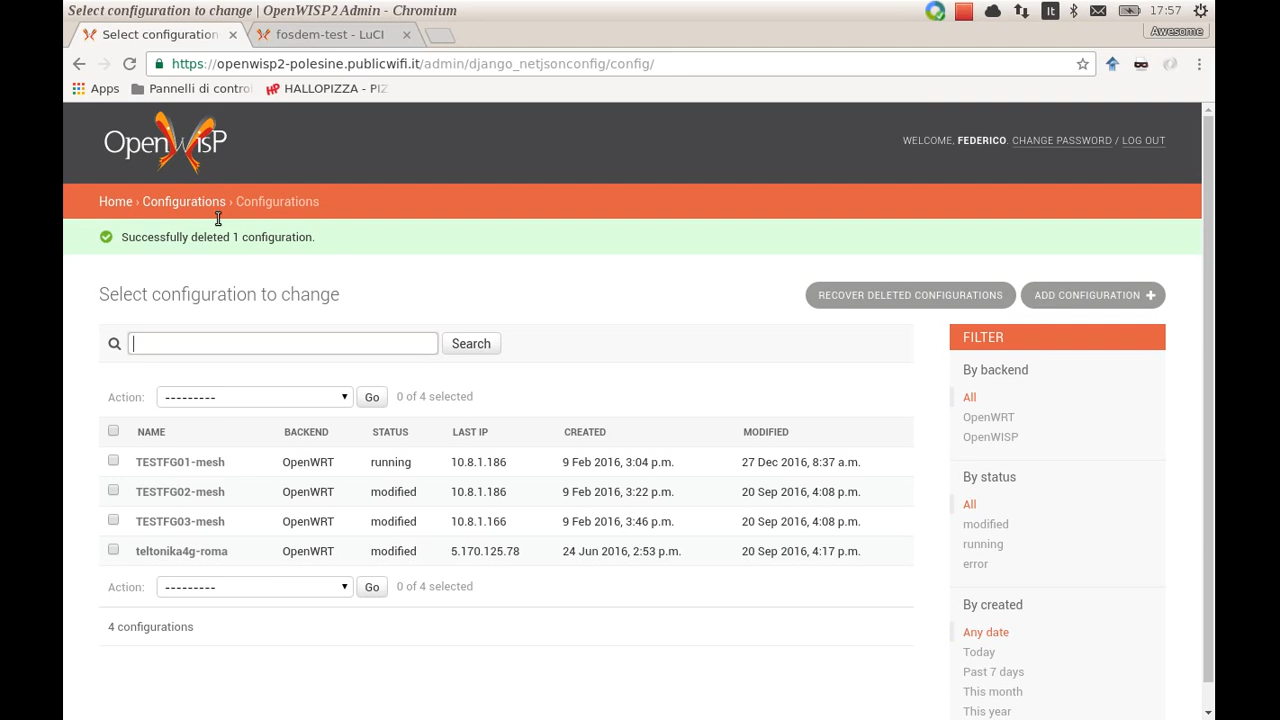 Select configuration to change | OpenWISP2 Admin - Chromium
It
17:57
Select configuration
fosdem-test - LuCI
Awesome
https://openwisp2-polesine.publicwifi.it/admin/django_netjsonconfig/config/
Apps
Pannelli di contro
HP HALLOPIZZA - PIZ
OpenWisP
WELCOME, FEDERICO. CHANGE PASSWORD / LOG OUT
Home › Configurations › Configurations
Successfully deleted 1 configuration.
Select configuration to change
RECOVER DELETED CONFIGURATIONS
ADD CONFIGURATION
Search
Action: --------- Go 0 of 4 selected
NAME BACKEND STATUS LAST IP CREATED MODIFIED
TESTFG01-mesh OpenWRT running 10.8.1.186 9 Feb 2016, 3:04 p.m. 27 Dec 2016, 8:37 a.m.
TESTFG02-mesh OpenWRT modified 10.8.1.186 9 Feb 2016, 3:22 p.m. 20 Sep 2016, 4:08 p.m.
TESTFG03-mesh OpenWRT modified 10.8.1.166 9 Feb 2016, 3:46 p.m. 20 Sep 2016, 4:08 p.m.
teltonika4g-roma OpenWRT modified 5.170.125.78 24 Jun 2016, 2:53 p.m. 20 Sep 2016, 4:17 p.m.
Action: --------- Go 0 of 4 selected
4 configurations
FILTER
By backend
All
OpenWRT
OpenWISP
By status
All
modified
running
error
By created
Any date
Today
Past 7 days
This month
This year